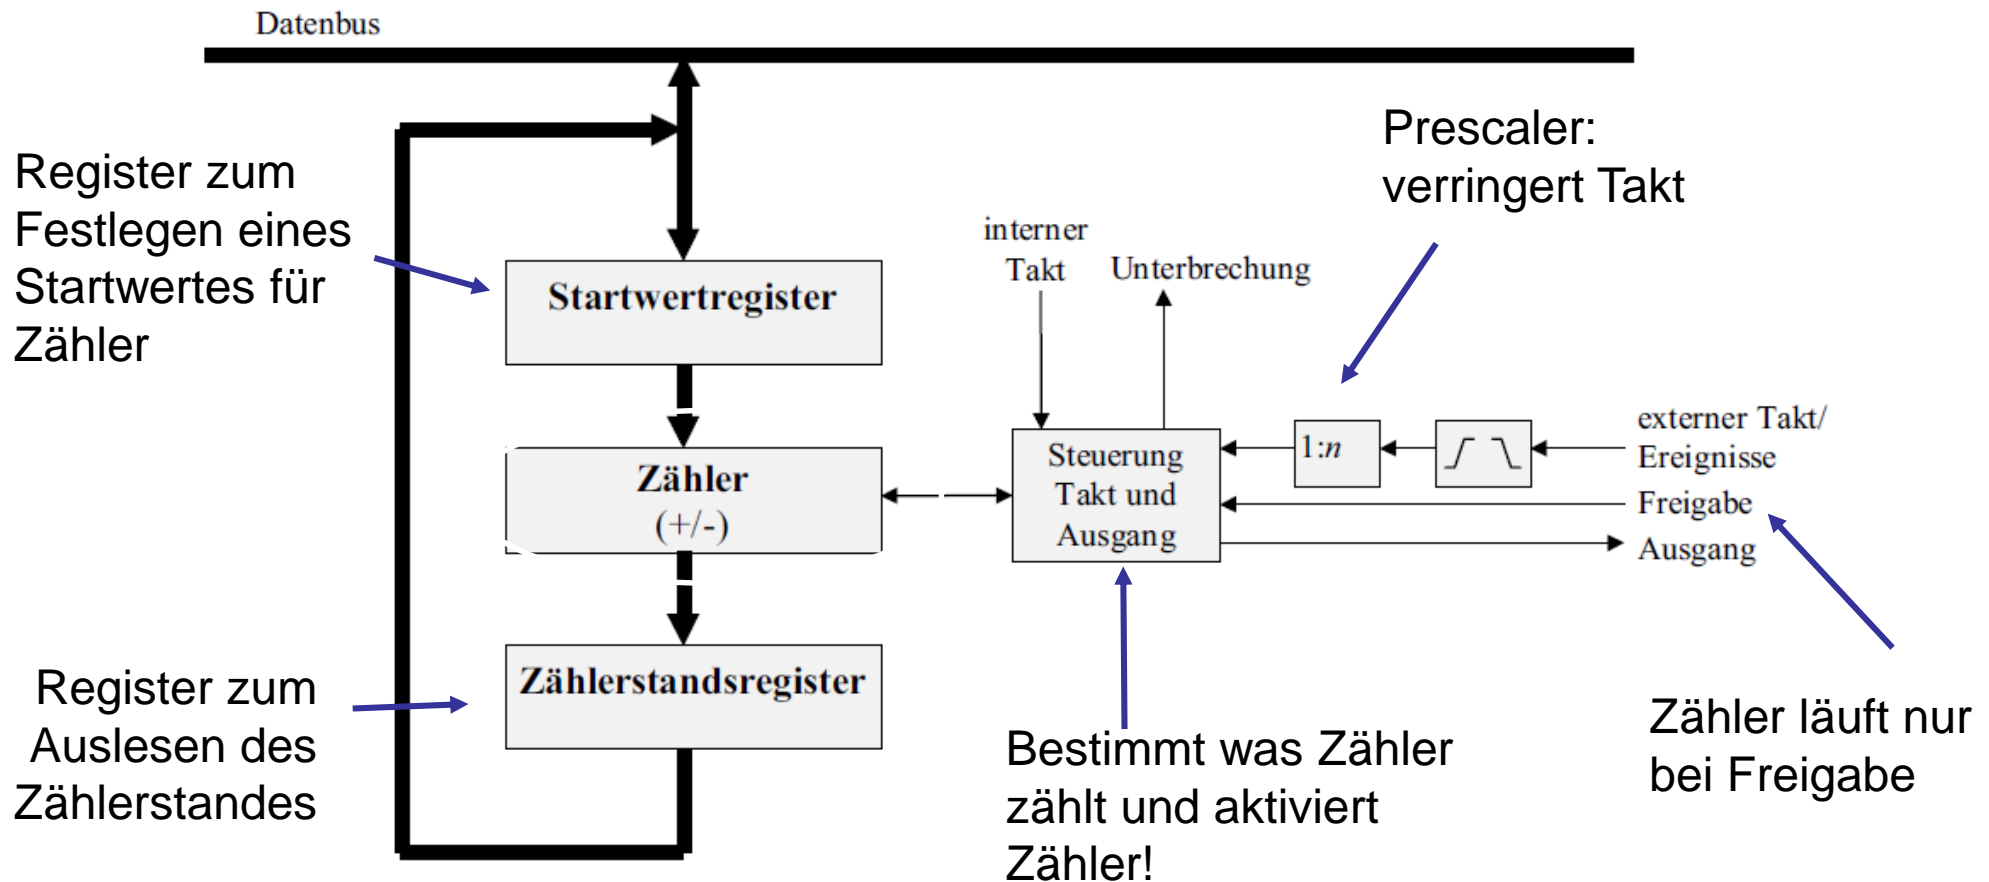 Datenbus
Register zum
Festlegen eines
Startwertes für
Zähler
Prescaler:
verringert Takt
interner
Takt
Unterbrechung
Startwertregister
Zähler
(+/-)
Steuerung
Takt und
Ausgang
1:n
externer Takt/
Ereignisse
Freigabe
Ausgang
Zählerstandsregister
Register zum
Auslesen des
Zählerstandes
Bestimmt was Zähler
zählt und aktiviert
Zähler!
Zähler läuft nur
bei Freigabe